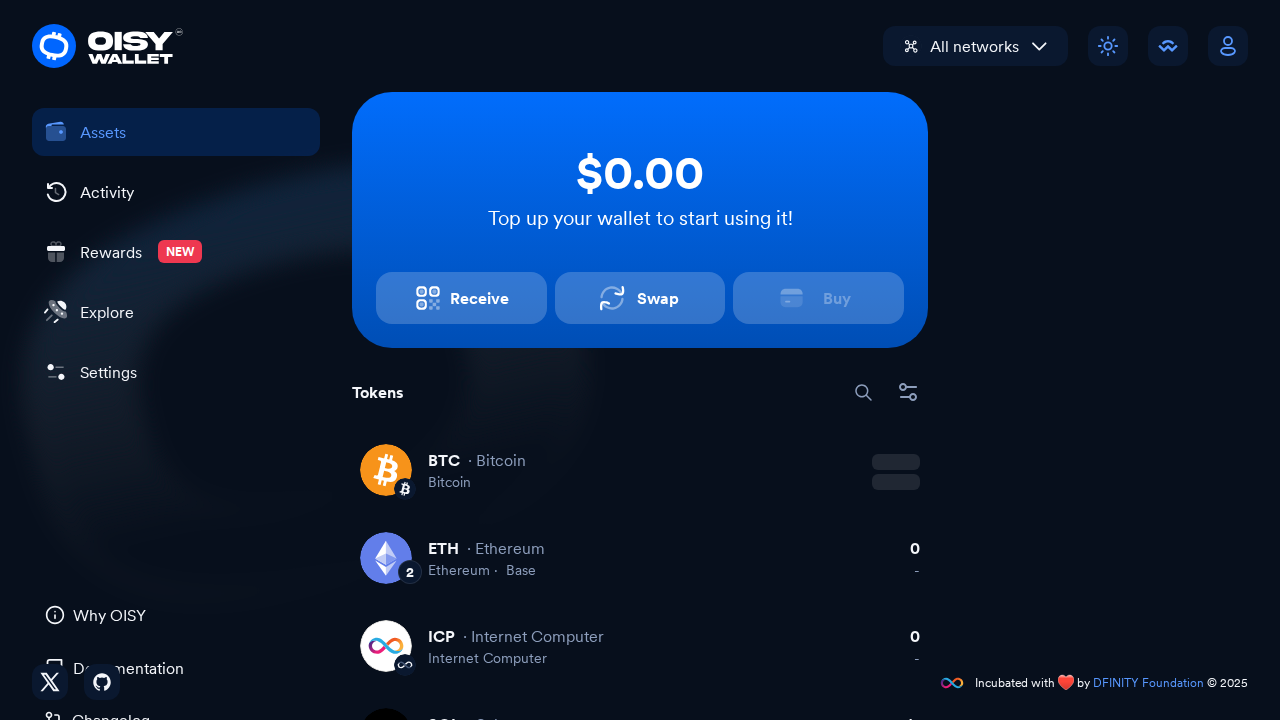 OISY
WALLET
All networks
Assets
Activity
Rewards NEW
Explore
Settings
$0.00
Top up your wallet to start using it!
Receive
Swap
Buy
Tokens
BTC · Bitcoin
Bitcoin
ETH · Ethereum
Ethereum · Base
2
0
-
ICP · Internet Computer
Internet Computer
0
-
Why OISY
Documentation
Changelog
Incubated with ❤️ by DFINITY Foundation © 2025